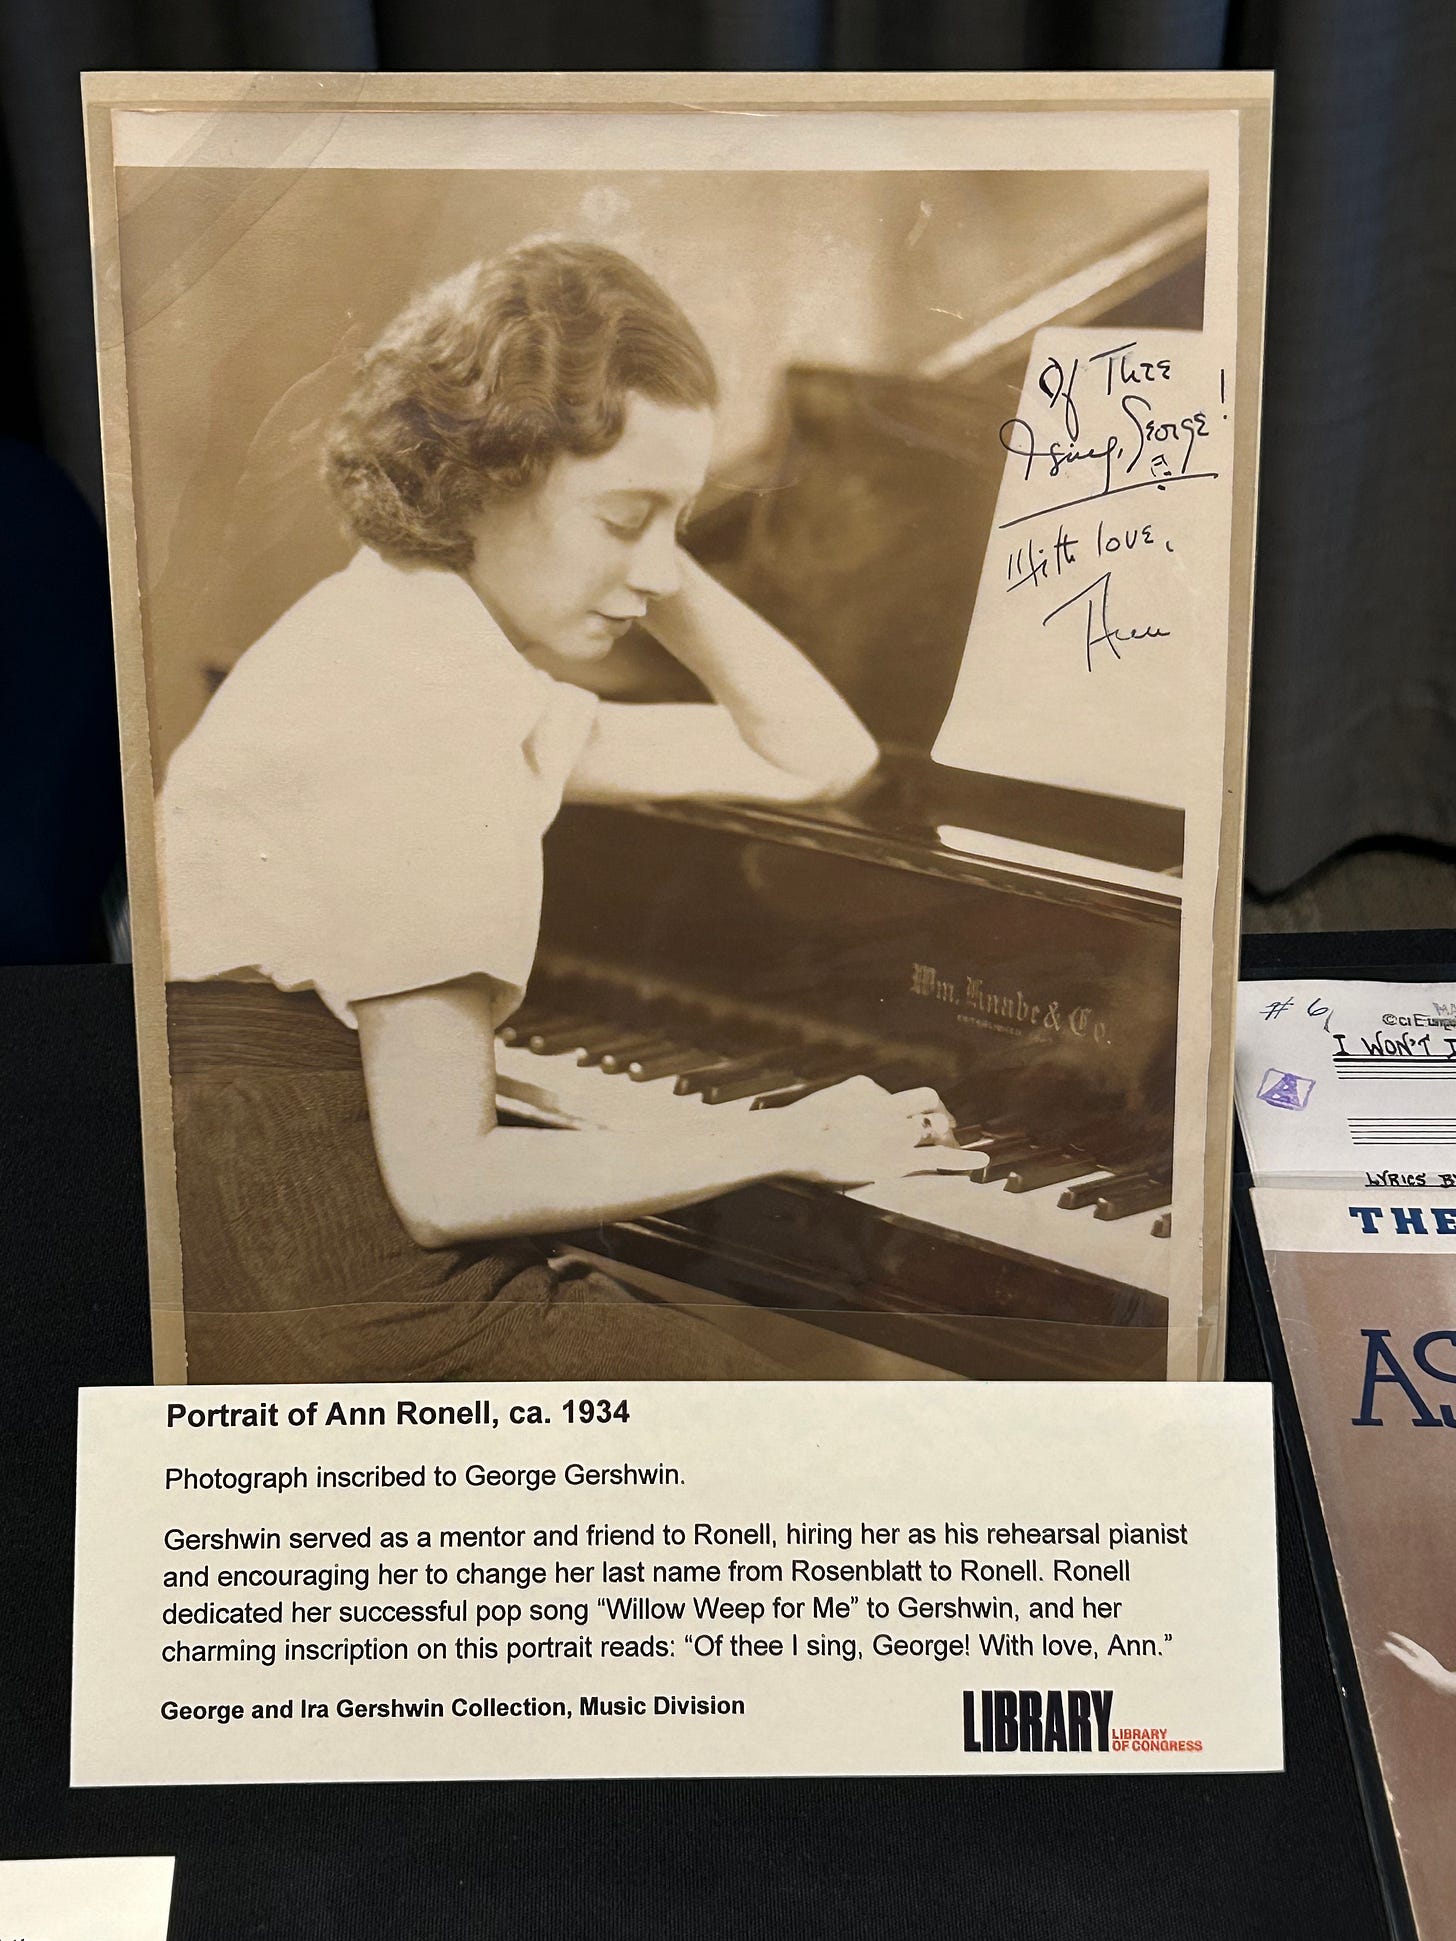 Of Thee
I sing, George!
With love,
Ann
Wm. Knabe & Co.
Portrait of Ann Ronell, ca. 1934
Photograph inscribed to George Gershwin.
Gershwin served as a mentor and friend to Ronell, hiring her as his rehearsal pianist
and encouraging her to change her last name from Rosenblatt to Ronell. Ronell
dedicated her successful pop song “Willow Weep for Me” to Gershwin, and her
charming inscription on this portrait reads: “Of thee I sing, George! With love, Ann.”
George and Ira Gershwin Collection, Music Division
LIBRARY
LIBRARY
OF CONGRESS
# 6
I WON'T
LYRICS B
THE
AS